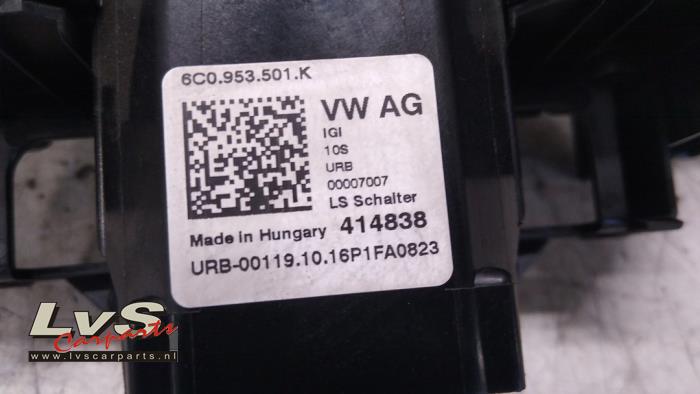 6C0.953.501.K
VW AG
IGI
10S
URB
00007007
LS Schalter
Made in Hungary 414838
URB-00119.10.16P1FA0823
LvS
Carparts
www.lvscarparts.nl